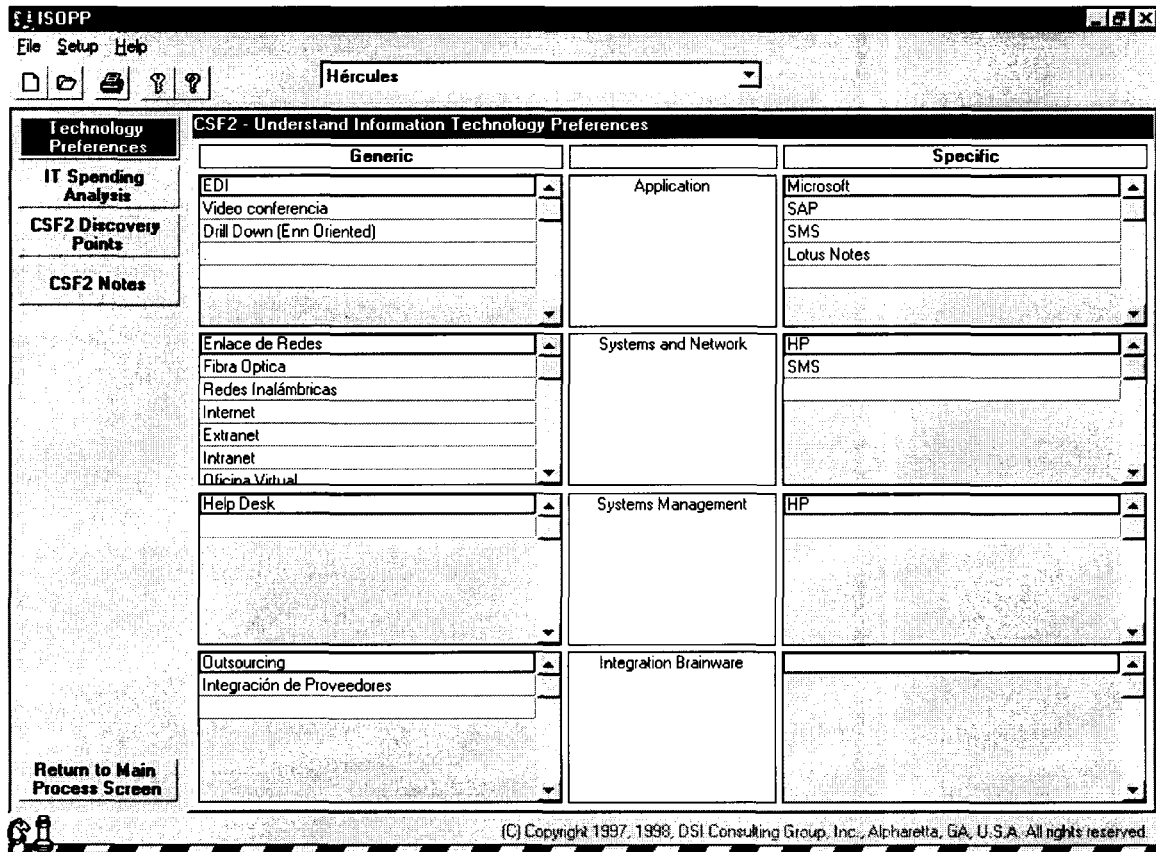 ISOPP
File Setup Help
Hércules
Technology
Preferences
IT Spending
Analysis
CSF2 Discovery
Points
CSF2 Notes
Return to Main
Process Screen
CSF2 - Understand Information Technology Preferences
Generic
Specific
EDI
Video conferencia
Drill Down (Enn Oriented)
Application
Microsoft
SAP
SMS
Lotus Notes
Enlace de Redes
Fibra Optica
Redes Inalámbricas
Internet
Extranet
Intranet
Oficina Virtual
Systems and Network
HP
SMS
Help Desk
Systems Management
HP
Outsourcing
Integración de Proveedores
Integration Brainware
(C) Copyright 1997, 1998, DSI Consulting Group, Inc., Alpharetta, GA, U.S.A. All rights reserved.